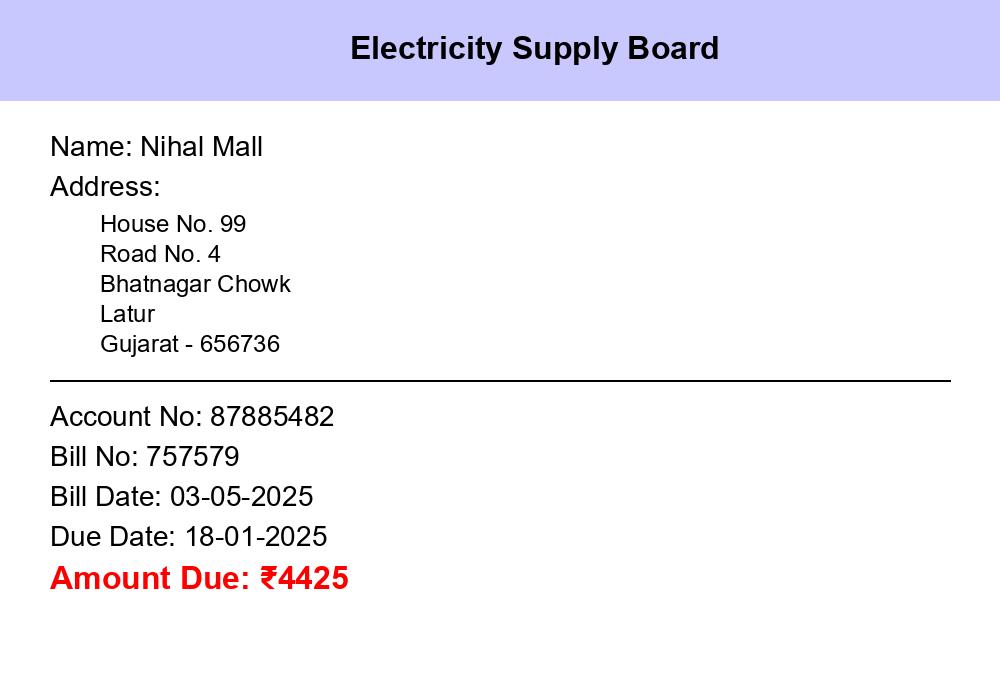 Electricity Supply Board
Name: Nihal Mall
Address:
House No. 99
Road No. 4
Bhatnagar Chowk
Latur
Gujarat - 656736
Account No: 87885482
Bill No: 757579
Bill Date: 03-05-2025
Due Date: 18-01-2025
Amount Due: ₹4425